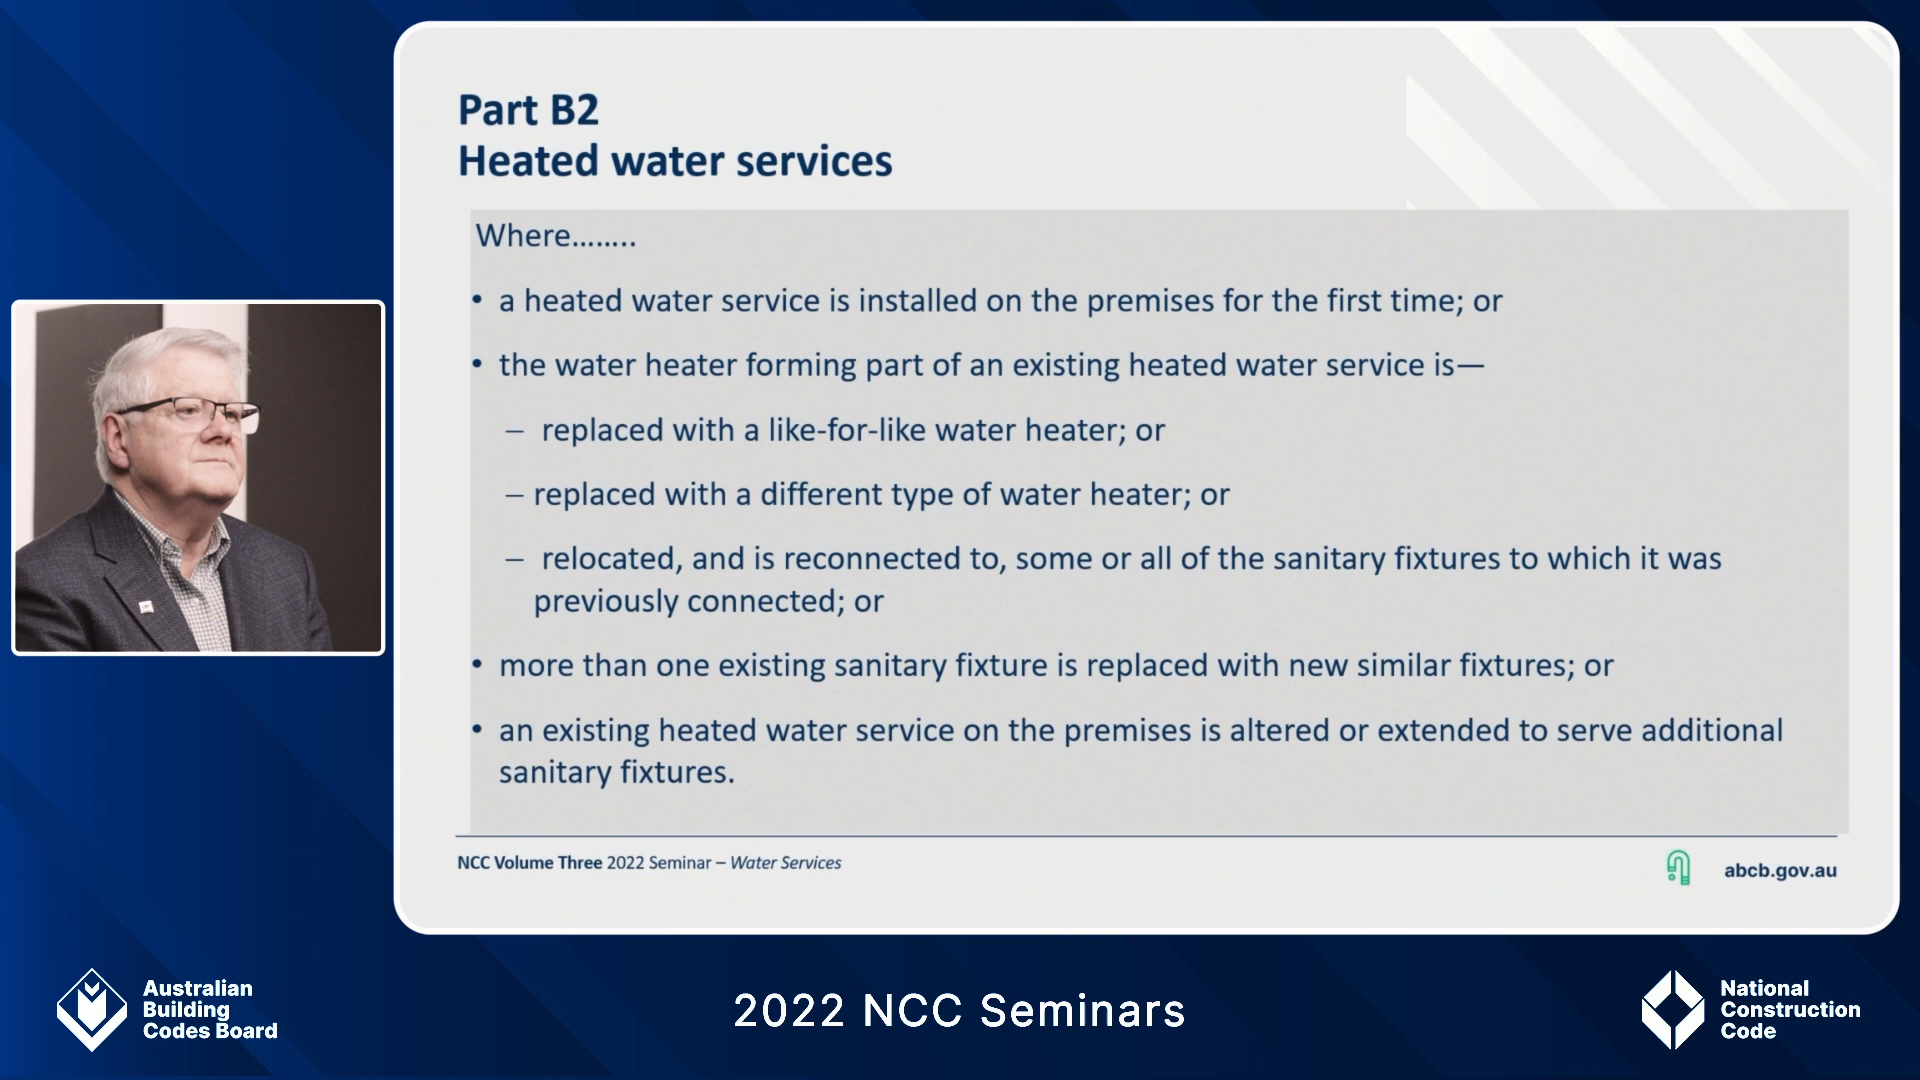 Part B2
Heated water services
Where........
• a heated water service is installed on the premises for the first time; or
• the water heater forming part of an existing heated water service is—
– replaced with a like-for-like water heater; or
– replaced with a different type of water heater; or
– relocated, and is reconnected to, some or all of the sanitary fixtures to which it was
previously connected; or
• more than one existing sanitary fixture is replaced with new similar fixtures; or
• an existing heated water service on the premises is altered or extended to serve additional
sanitary fixtures.
NCC Volume Three 2022 Seminar – Water Services
abcb.gov.au
Australian
Building
Codes Board
2022 NCC Seminars
National
Construction
Code